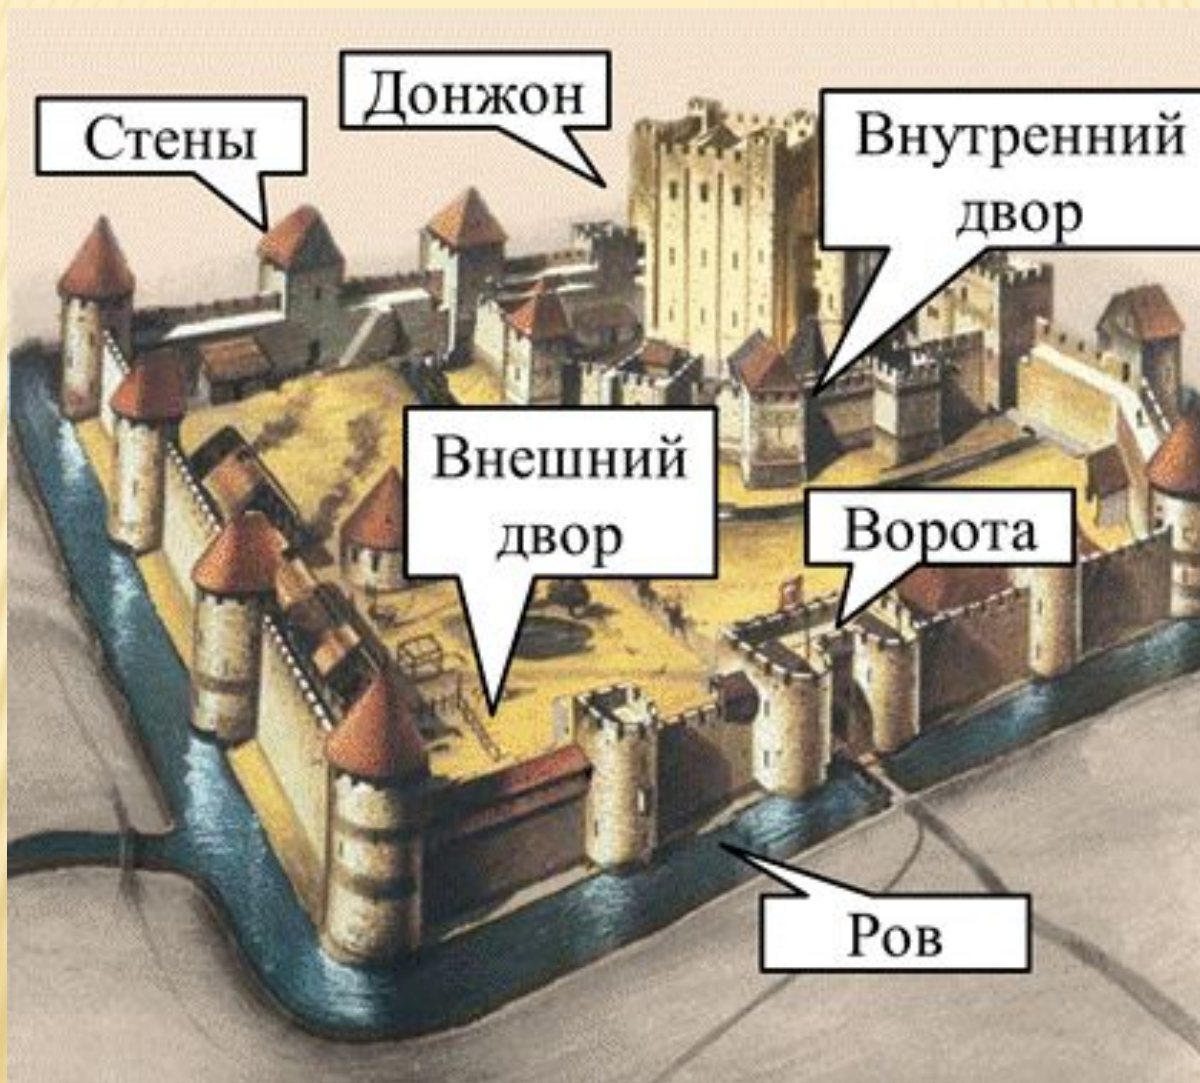 Стены
Донжон
Внутренний
двор
Внешний
двор
Ворота
Ров